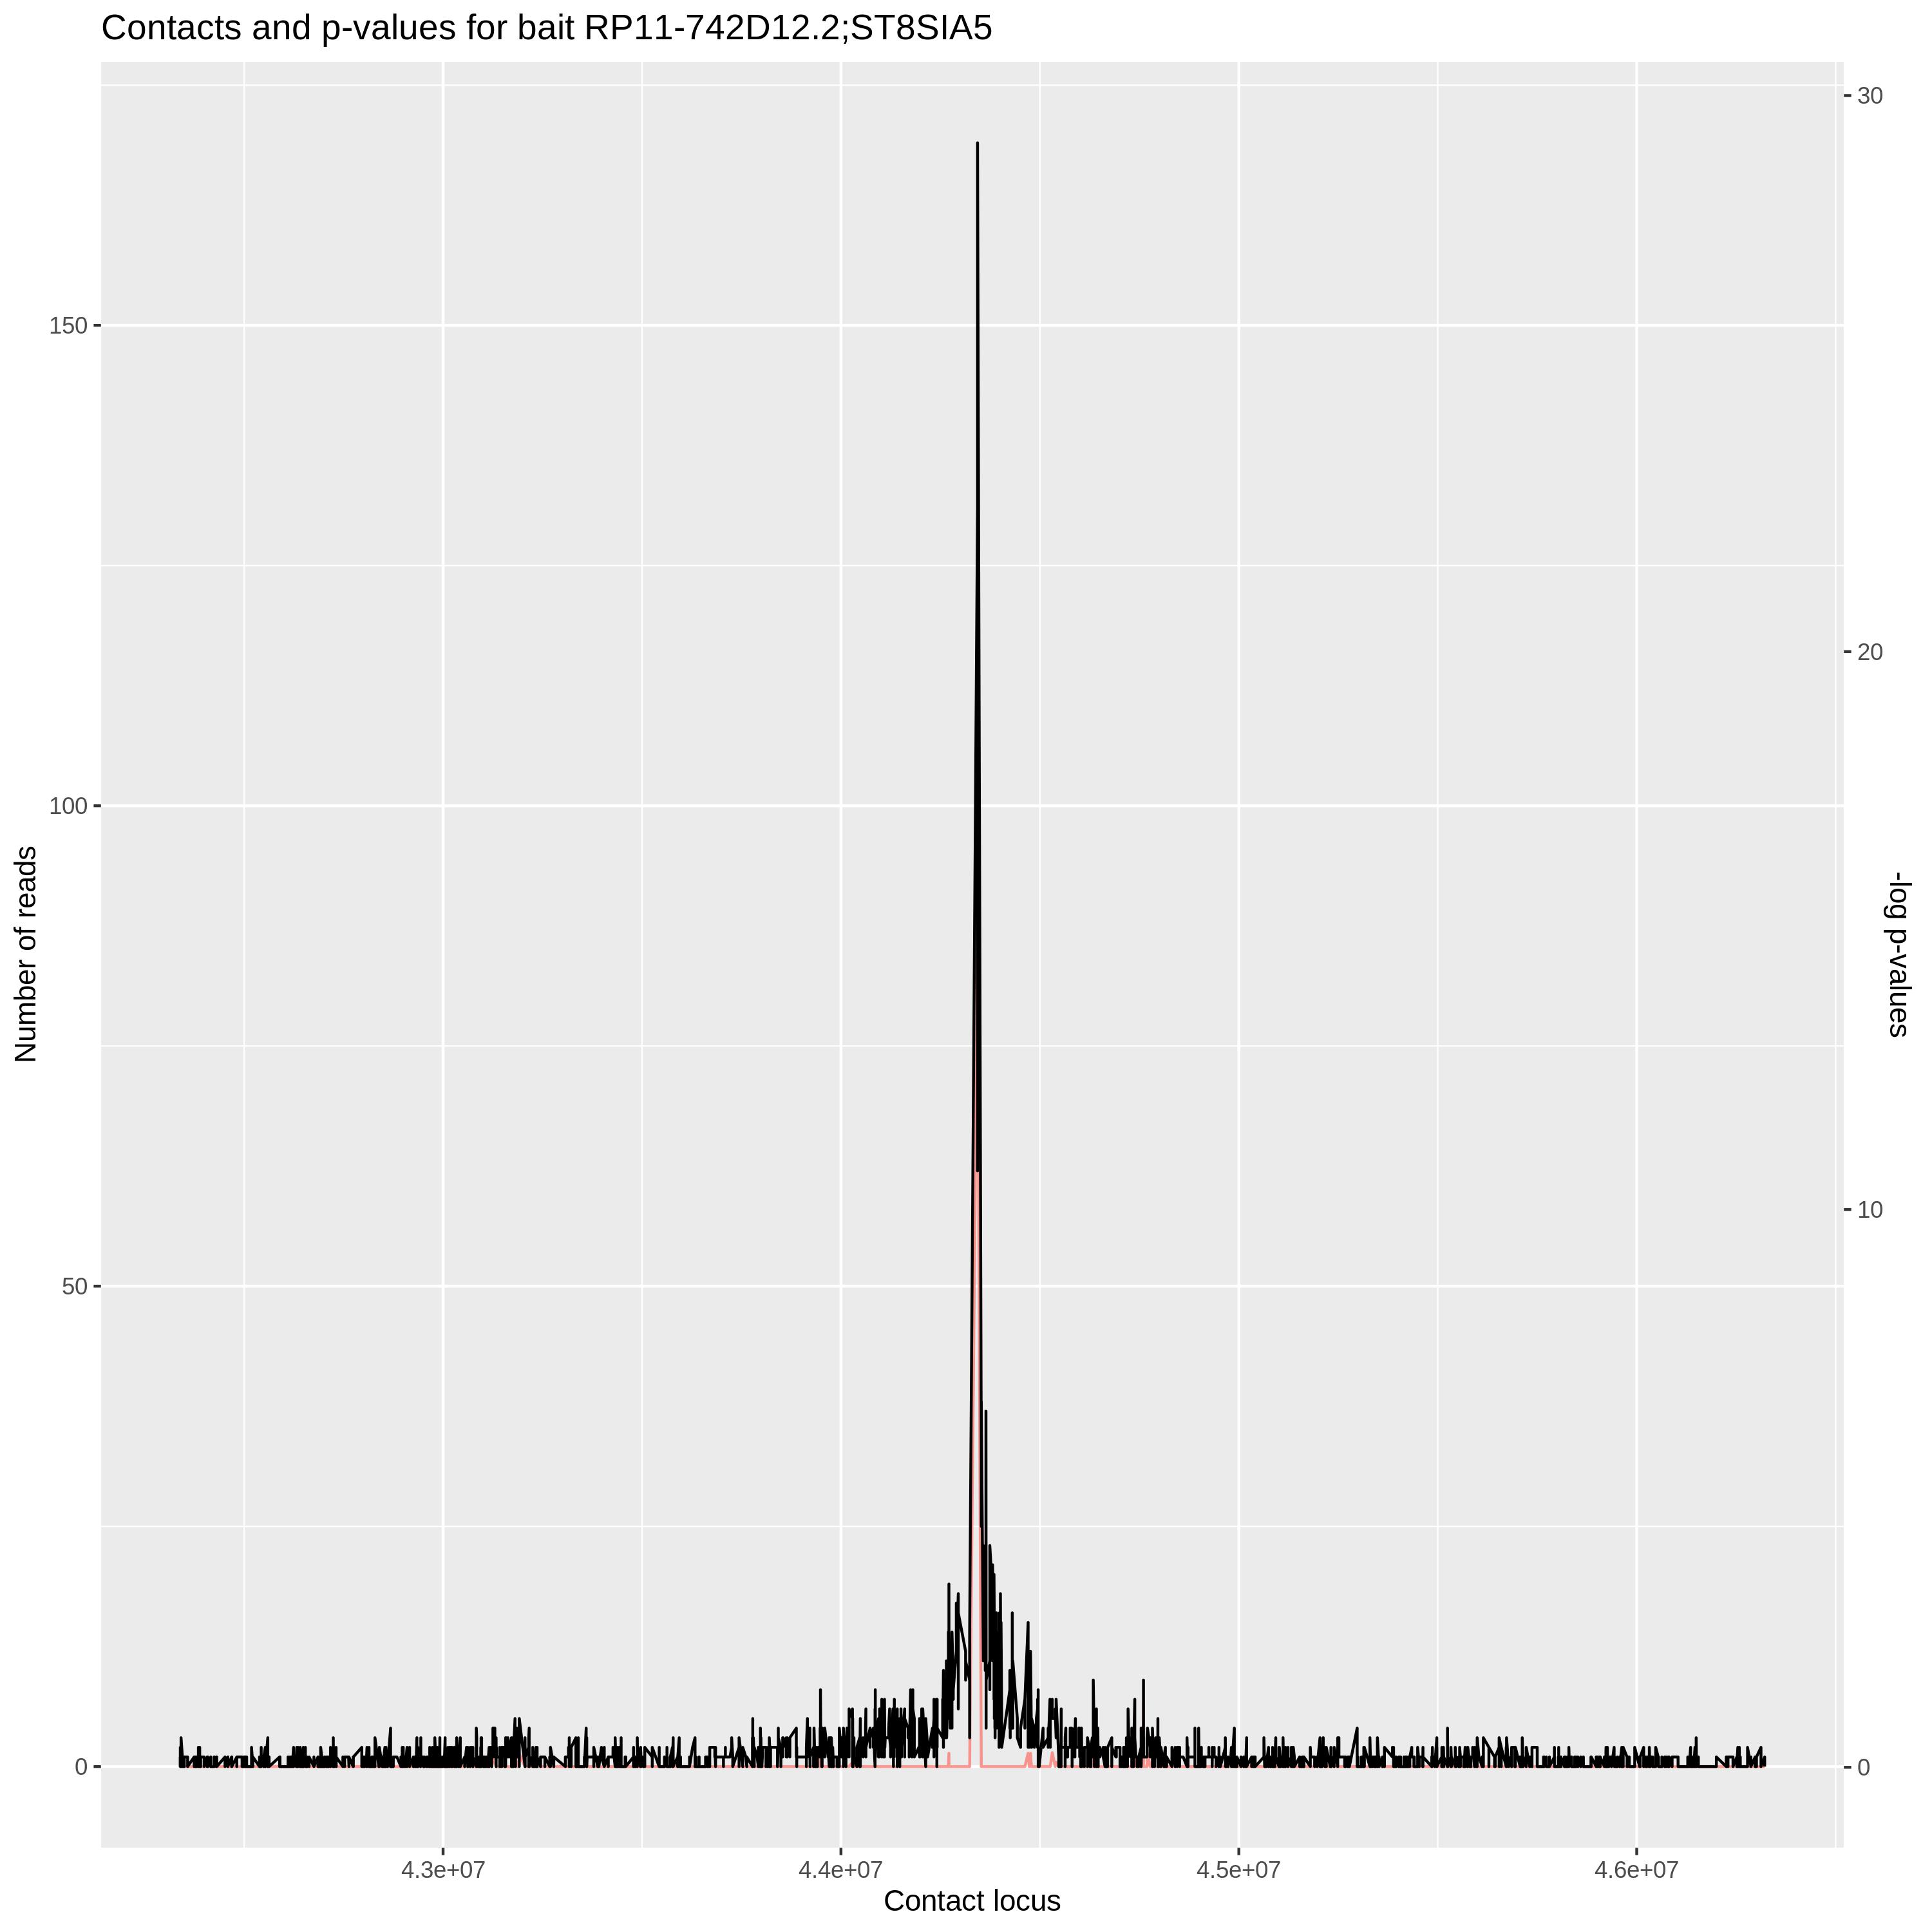 Contacts and p-values for bait RP11-742D12.2;ST8SIA5
30
150
20
100
Number of reads
-log p-values
10
50
0
0
4.3e+07
4.4e+07
4.5e+07
4.6e+07
Contact locus